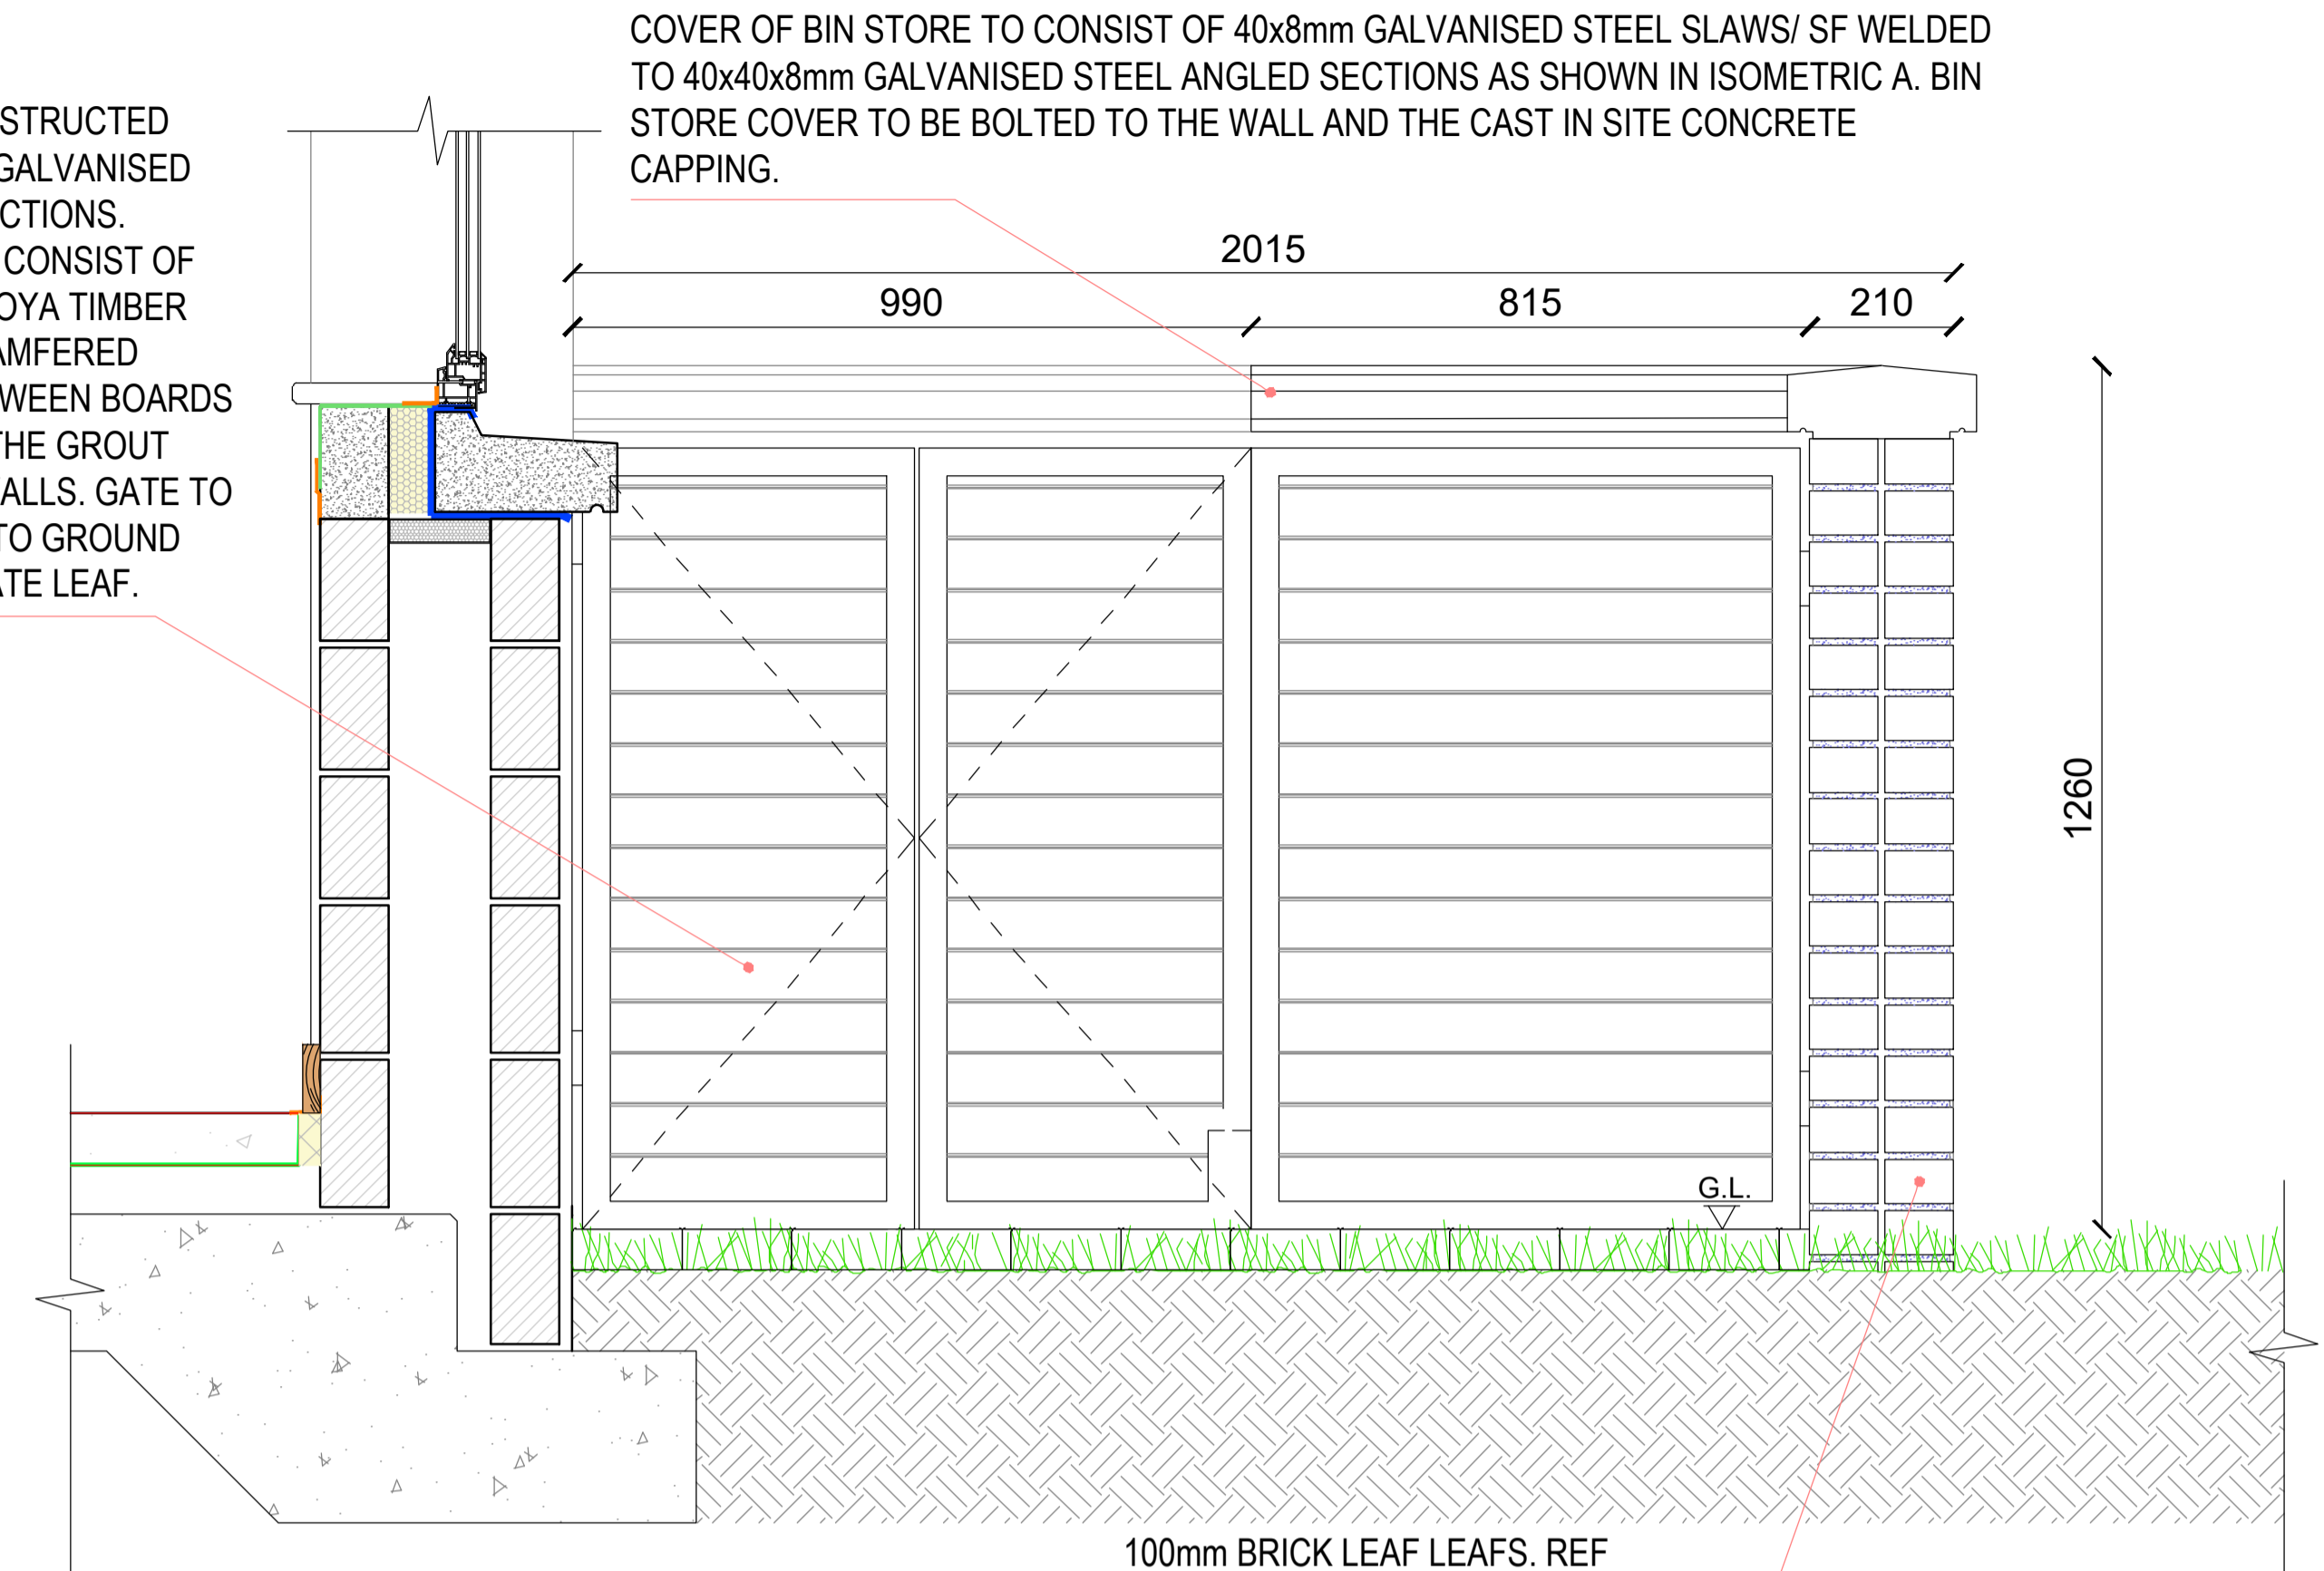 COVER OF BIN STORE TO CONSIST OF 40x8mm GALVANISED STEEL SLAWS/ SF WELDED
TO 40x40x8mm GALVANISED STEEL ANGLED SECTIONS AS SHOWN IN ISOMETRIC A. BIN
STORE COVER TO BE BOLTED TO THE WALL AND THE CAST IN SITE CONCRETE
CAPPING.
STRUCTED
GALVANISED
CTIONS.
CONSIST OF
OYA TIMBER
AMFERED
WEEN BOARDS
THE GROUT
ALLS. GATE TO
TO GROUND
ATE LEAF.
2015
990
815
210
1260
G.L.
100mm BRICK LEAF LEAFS. REF